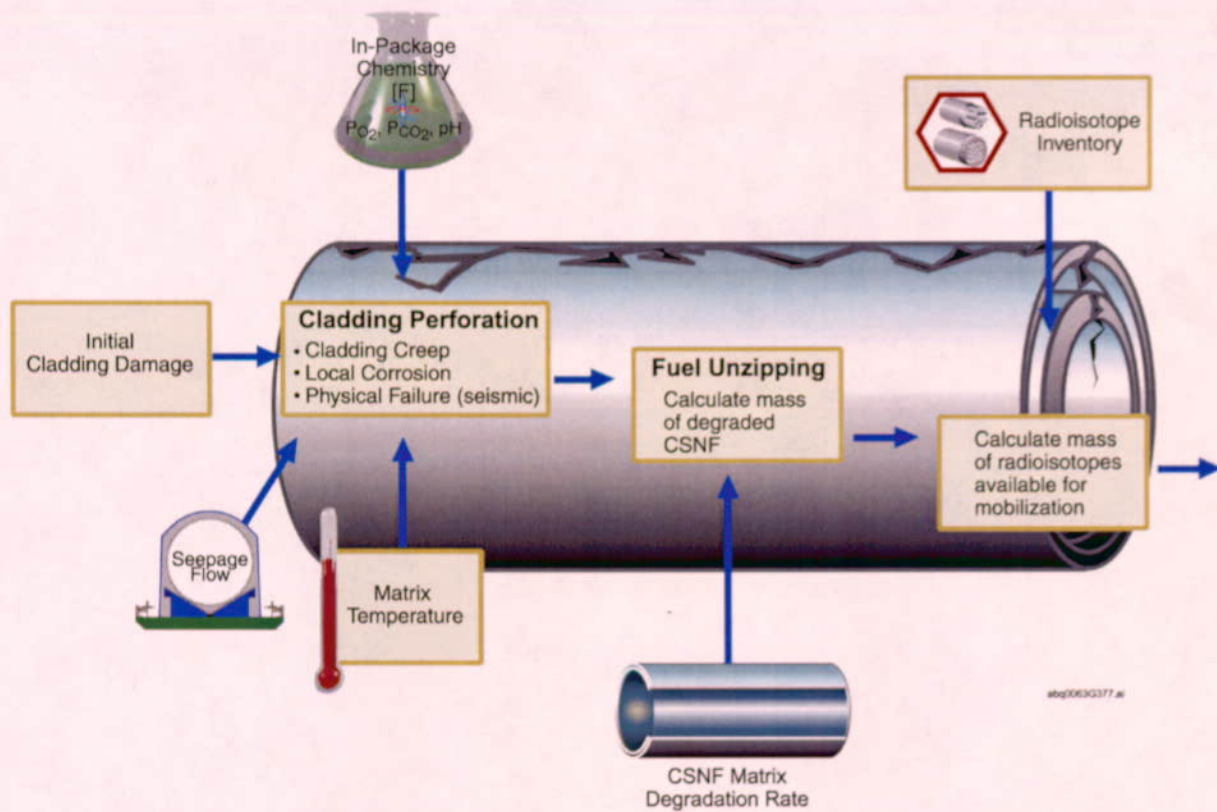 In-Package
Chemistry
[F]
PO2, PCO2, pH
Radioisotope
Inventory
Initial
Cladding Damage
Cladding Perforation
• Cladding Creep
• Local Corrosion
• Physical Failure (seismic)
Fuel Unzipping
Calculate mass
of degraded
CSNF
Calculate mass
of radioisotopes
available for
mobilization
Seepage
Flow
Matrix
Temperature
CSNF Matrix
Degradation Rate
abq0063G377.ai